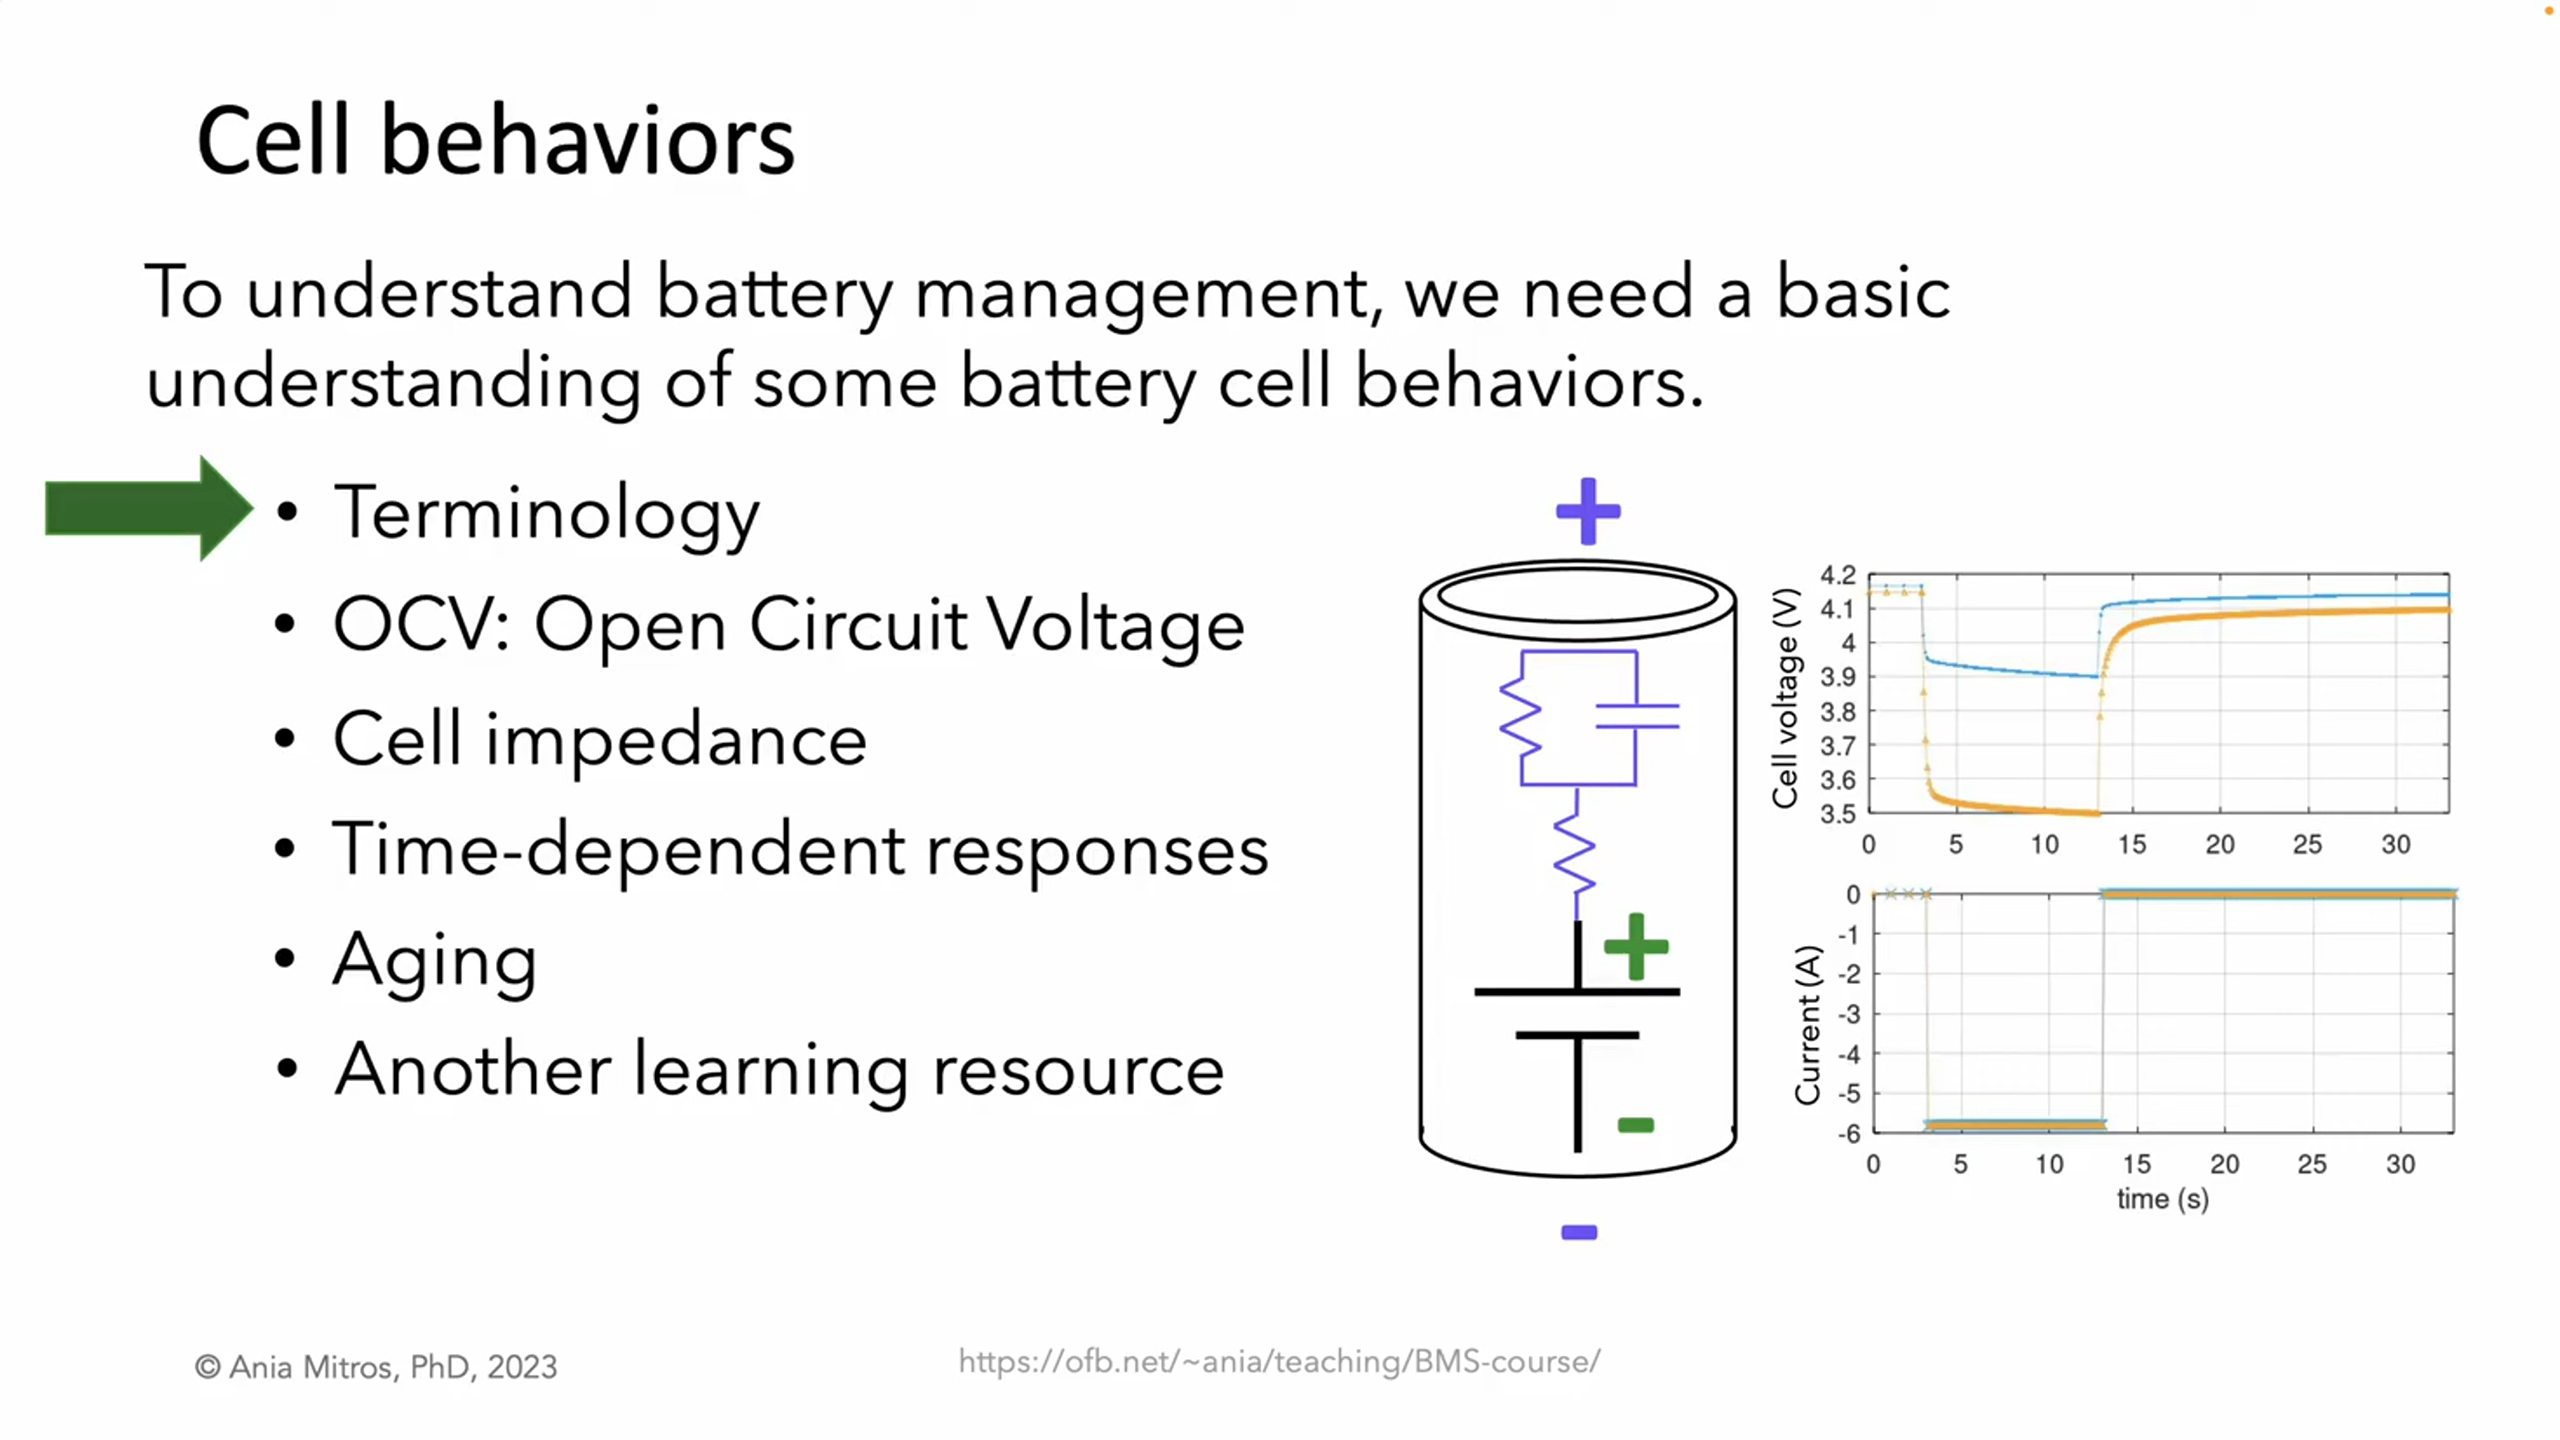 Cell behaviors
To understand battery management, we need a basic
understanding of some battery cell behaviors.
• Terminology
• OCV: Open Circuit Voltage
• Cell impedance
• Time-dependent responses
• Aging
• Another learning resource
+
+
-
-
Cell voltage (V)
4.2
4.1
4
3.9
3.8
3.7
3.6
3.5
0 5 10 15 20 25 30
Current (A)
0
-1
-2
-3
-4
-5
-6
0 5 10 15 20 25 30
time (s)
© Ania Mitros, PhD, 2023
https://ofb.net/~ania/teaching/BMS-course/